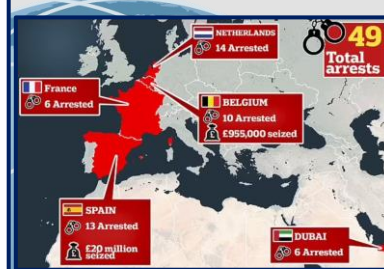 NETHERLANDS
14 Arrested
49
Total
arrests
France
6 Arrested
BELGIUM
10 Arrested
£955,000 seized
SPAIN
13 Arrested
£20 million
seized
DUBAI
6 Arrested